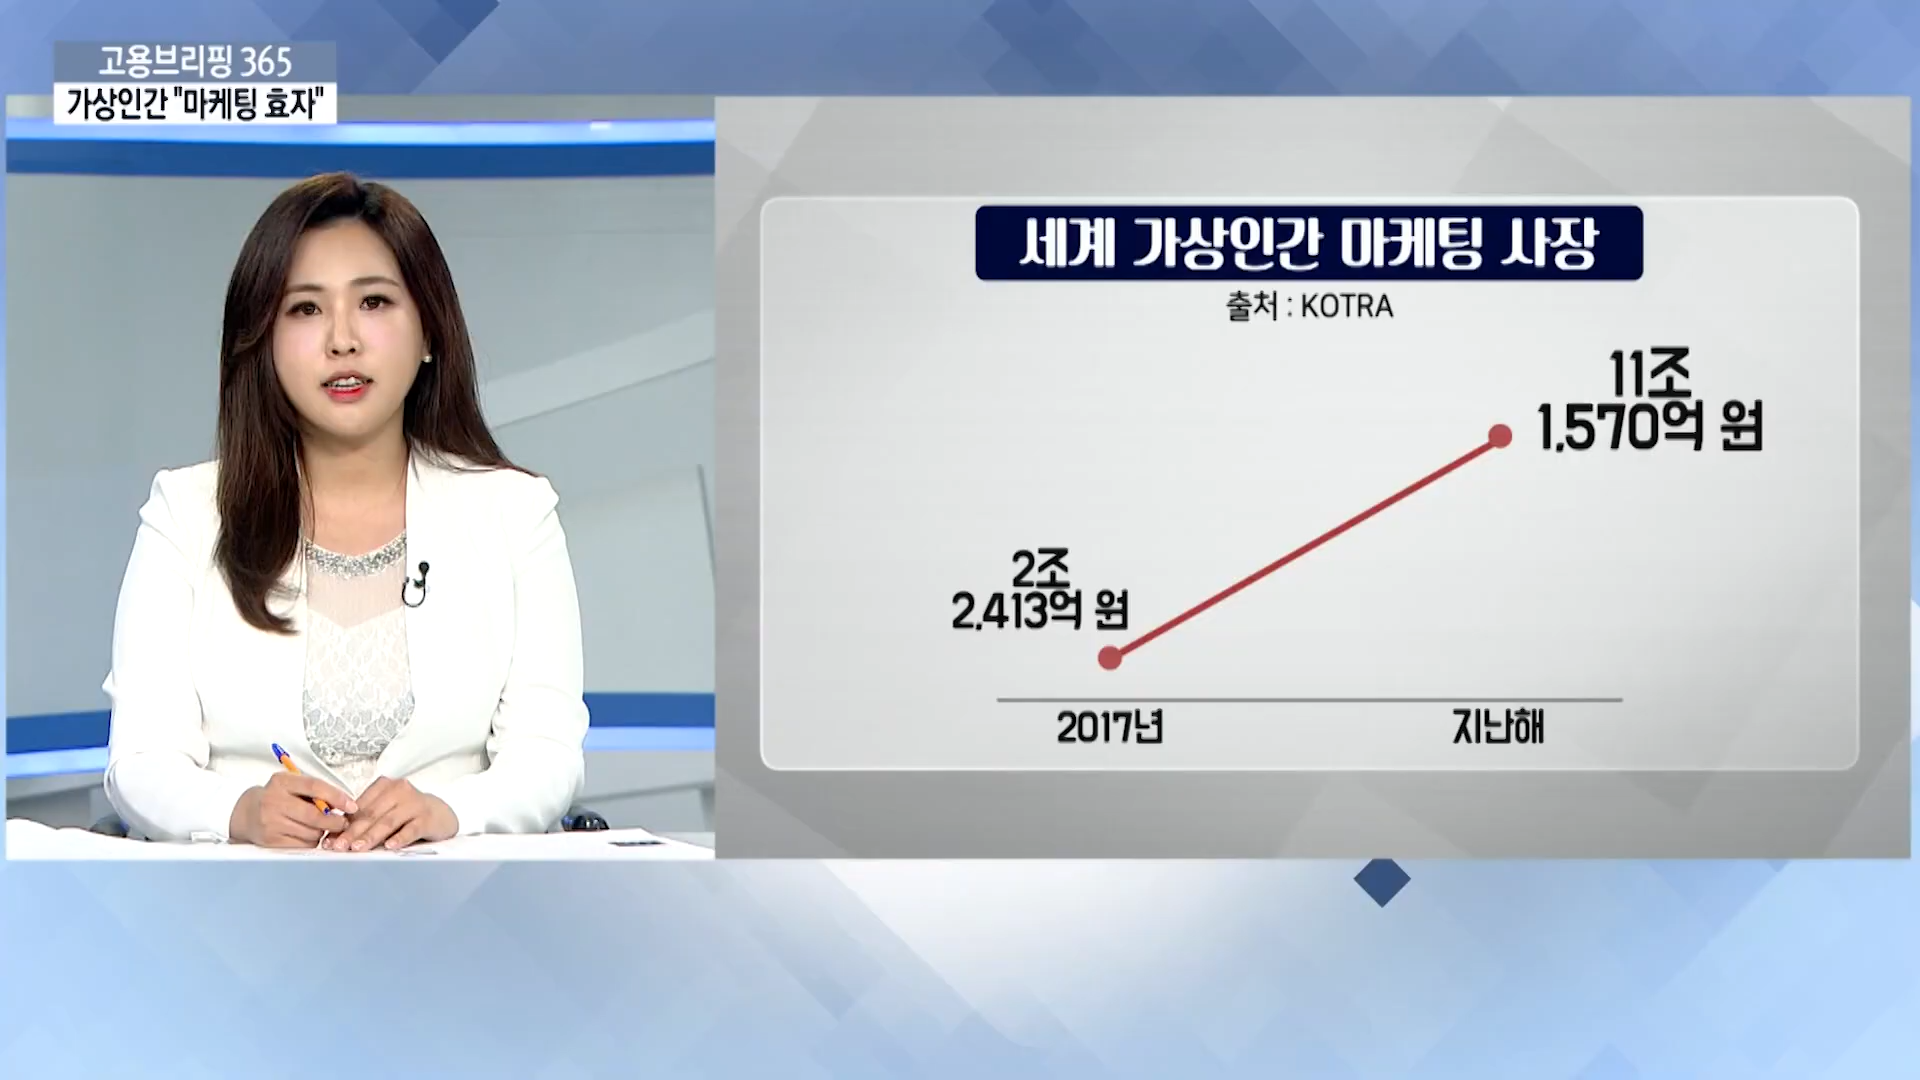 고용브리핑 365
가상인간 "마케팅 효자"
세계 가상인간 마케팅 사장
출처 : KOTRA
11조
1,570억 원
2조
2,413억 원
2017년
지난해